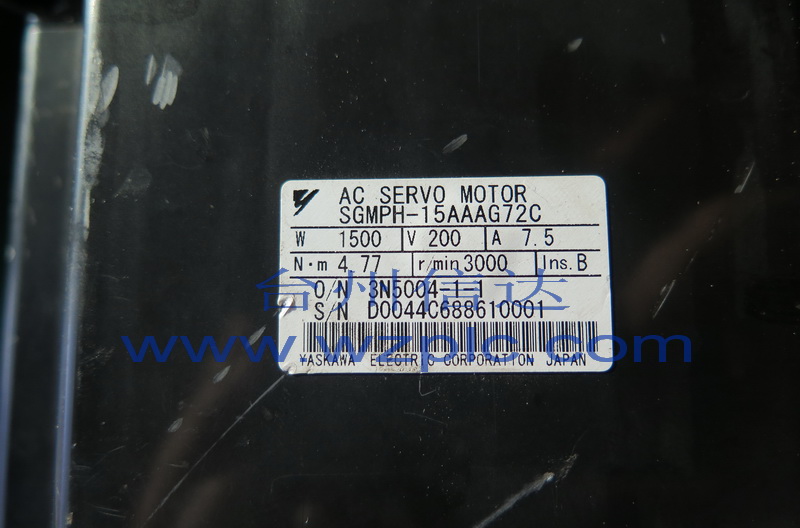 AC SERVO MOTOR
SGMPH-15AAAG72C
W 1500 V 200 A 7.5
N·m 4.77 r/min 3000 Ins. B
O/N 3N5004-1-1
台州信达
S/N D0044C688610001
www.wzplc.com
YASKAWA ELECTRIC CORPORATION JAPAN